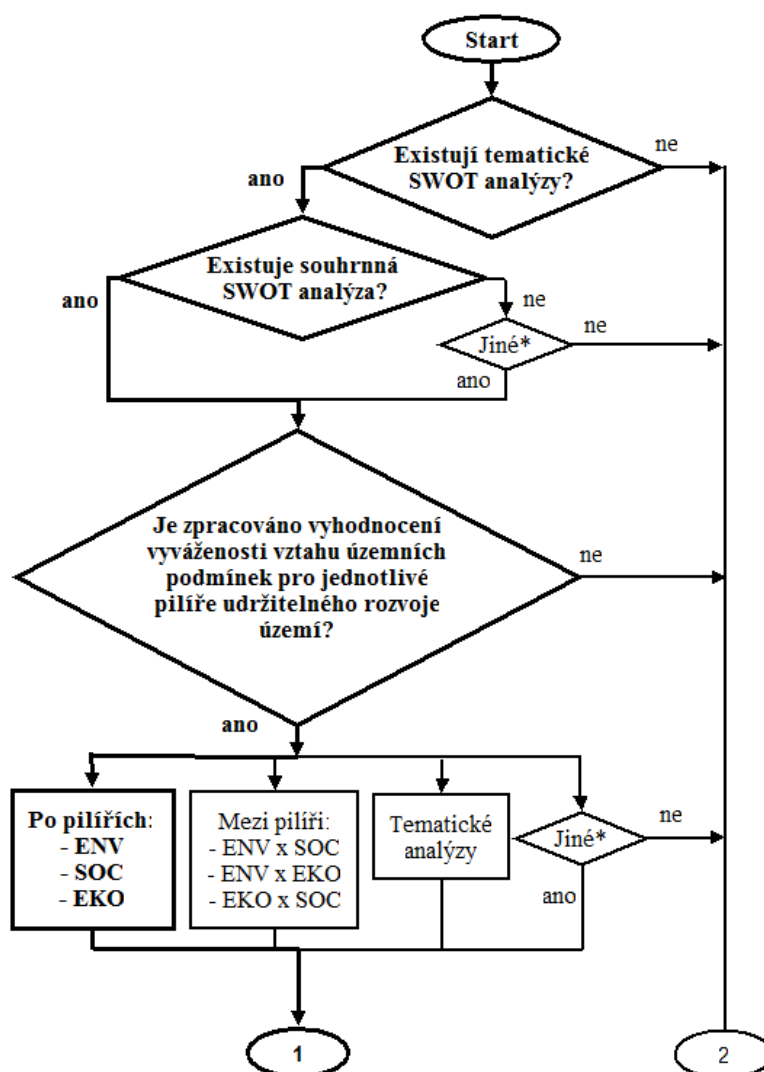 Start
Existují tematické
SWOT analýzy?
ne
ano
Existuje souhrnná
SWOT analýza?
ano
ne
Jiné*
ne
ano
Je zpracováno vyhodnocení
vyváženosti vztahu územních
podmínek pro jednotlivé
pilíře udržitelného rozvoje
území?
ne
ano
Po pilířích:
- ENV
- SOC
- EKO
Mezi pilíři:
- ENV x SOC
- ENV x EKO
- EKO x SOC
Tematické
analýzy
Jiné*
ne
ano
1
2